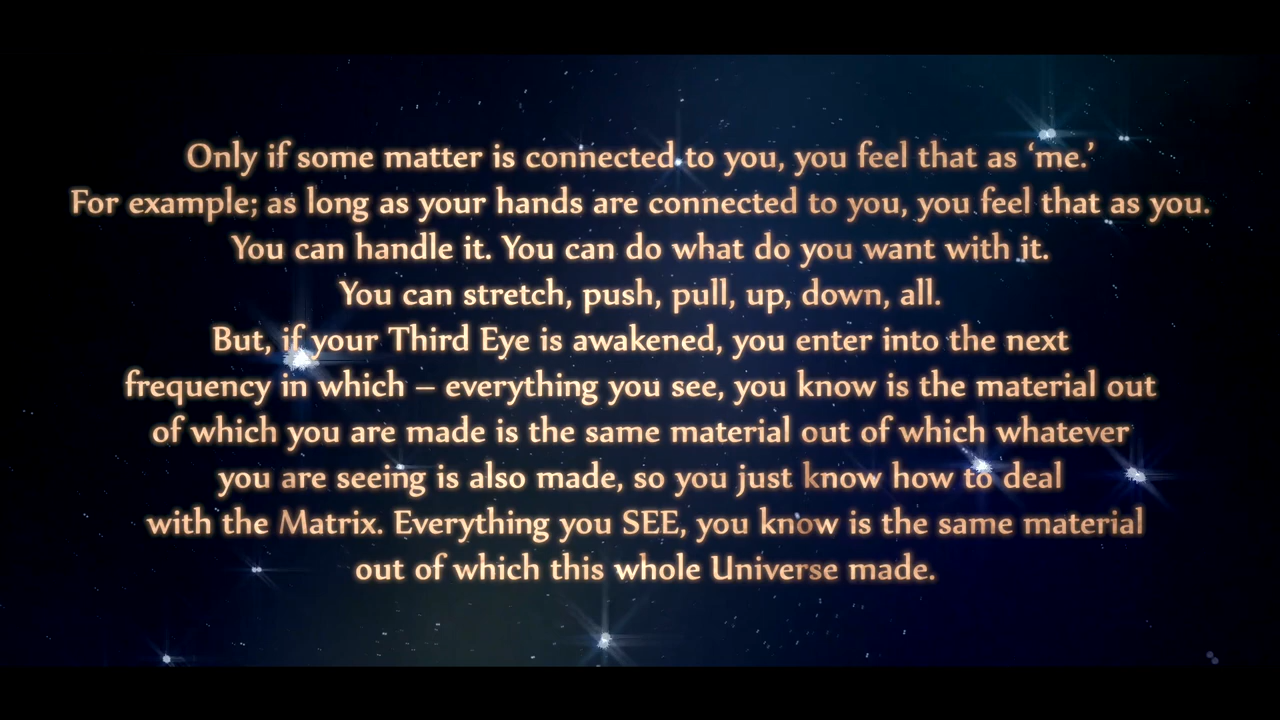 Only if some matter is connected to you, you feel that as ‘me.’
For example; as long as your hands are connected to you, you feel that as you.
You can handle it. You can do what do you want with it.
You can stretch, push, pull, up, down, all.
But, if your Third Eye is awakened, you enter into the next
frequency in which – everything you see, you know is the material out
of which you are made is the same material out of which whatever
you are seeing is also made, so you just know how to deal
with the Matrix. Everything you SEE, you know is the same material
out of which this whole Universe made.